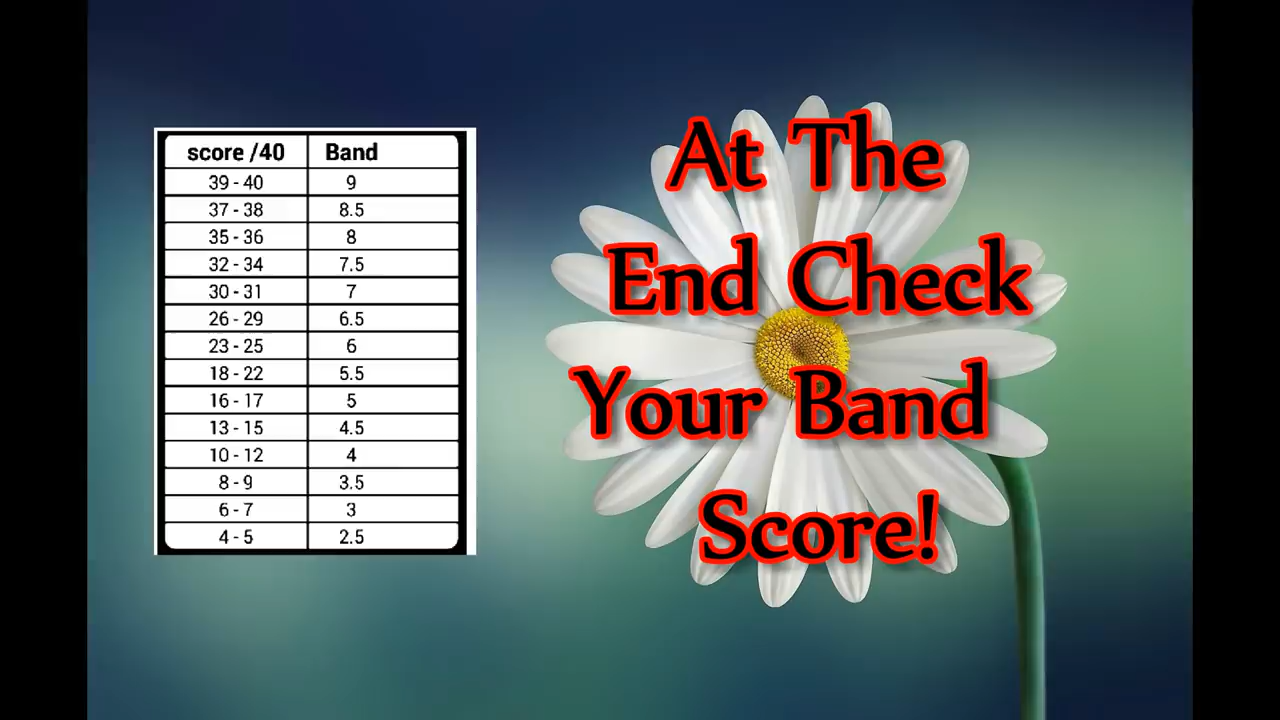 score /40 Band
39 - 40 9
37 - 38 8.5
35 - 36 8
32 - 34 7.5
30 - 31 7
26 - 29 6.5
23 - 25 6
18 - 22 5.5
16 - 17 5
13 - 15 4.5
10 - 12 4
8 - 9 3.5
6 - 7 3
4 - 5 2.5
At The
End Check
Your Band
Score!